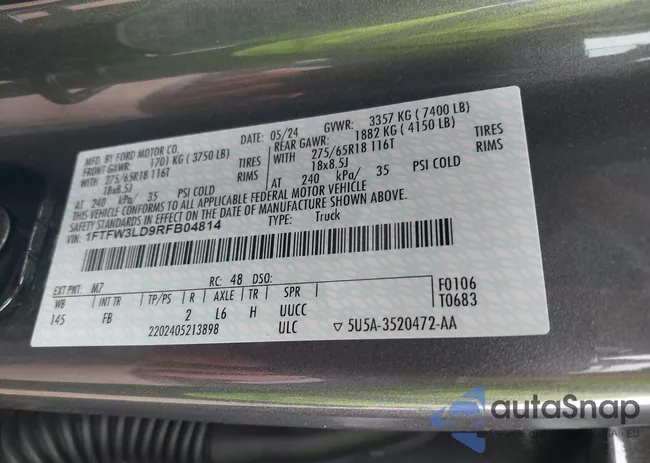 MFD. BY FORD MOTOR CO. DATE: 05/24 GVWR: 3357 KG ( 7400 LB)
FRONT GAWR: 1701 KG ( 3750 LB) REAR GAWR: 1882 KG ( 4150 LB)
WITH 275/65R18 116T TIRES WITH 275/65R18 116T TIRES
18x8.5J RIMS 18x8.5J RIMS
AT 240 kPa/ 35 PSI COLD AT 240 kPa/ 35 PSI COLD
THIS VEHICLE CONFORMS TO ALL APPLICABLE FEDERAL MOTOR VEHICLE
SAFETY STANDARDS IN EFFECT ON THE DATE OF MANUFACTURE SHOWN ABOVE.
VIN: 1FTFW3LD9RFB04814 TYPE: Truck
EXT PNT: M7 RC: 48 DSO: F0106
WB INT TR TP/PS R AXLE TR SPR T0683
145 FB 2 L6 H UUCC
2202405213898 ULC 5U5A-3520472-AA
autoSnap